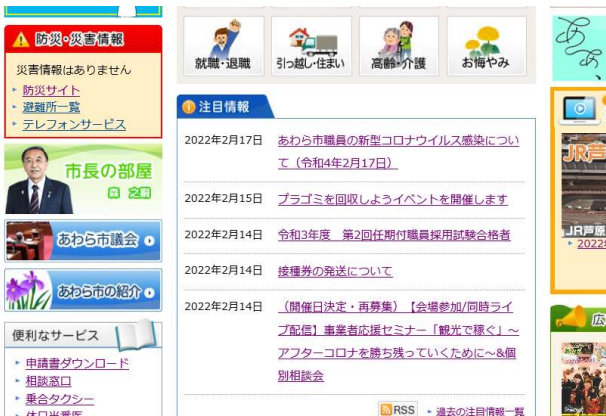 防災・災害情報
災害情報はありません
防災サイト
避難所一覧
テレフォンサービス
市長の部屋
森 之嗣
あわら市議会
あわら市の紹介
便利なサービス
申請書ダウンロード
相談窓口
乗合タクシー
休日当番医
就職・退職
引っ越し・住まい
高齢・介護
お悔やみ
注目情報
2022年2月17日 あわら市職員の新型コロナウイルス感染につい
て（令和4年2月17日）
2022年2月15日 プラゴミを回収しようイベントを開催します
2022年2月14日 令和3年度　第2回任期付職員採用試験合格者
2022年2月14日 接種券の発送について
2022年2月14日 （開催日決定・再募集）【会場参加/同時ライ
ブ配信】事業者応援セミナー「観光で稼ぐ」～
アフターコロナを勝ち残っていくために～&個
別相談会
RSS
過去の注目情報一覧
JR芦
JR芦原
2022
広